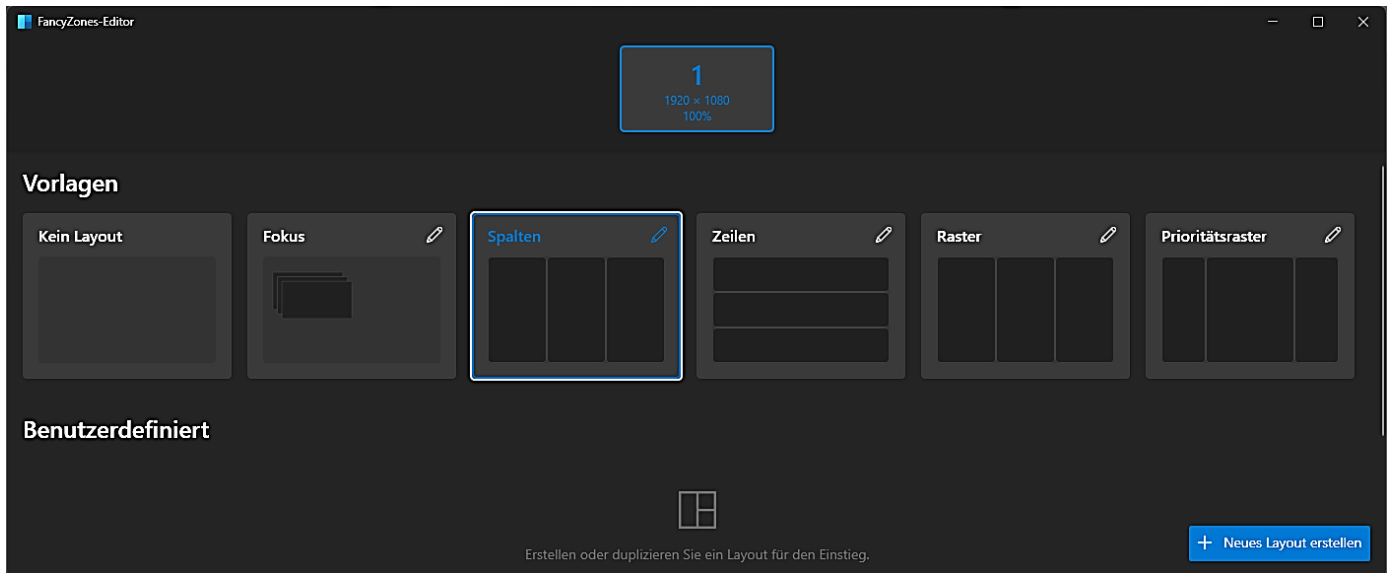 FancyZones-Editor
1
1920 × 1080
100%
Vorlagen
Kein Layout
Fokus
Spalten
Zeilen
Raster
Prioritätsraster
Benutzerdefiniert
Erstellen oder duplizieren Sie ein Layout für den Einstieg.
Neues Layout erstellen